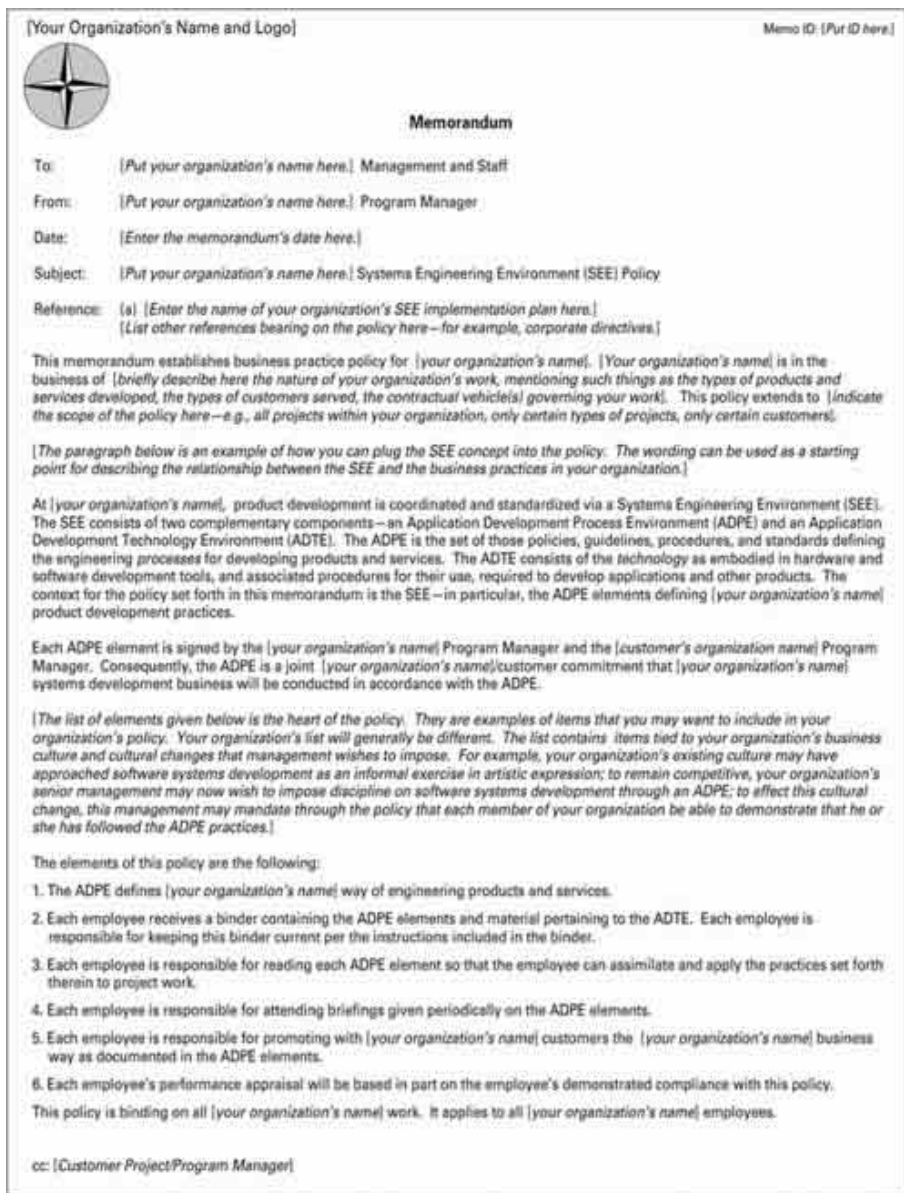 [Your Organization's Name and Logo]
Memo ID: [Put ID here.]
Memorandum
To: [Put your organization's name here.] Management and Staff
From: [Put your organization's name here.] Program Manager
Date: [Enter the memorandum's date here.]
Subject: [Put your organization's name here.] Systems Engineering Environment (SEE) Policy
Reference: (a) [Enter the name of your organization's SEE implementation plan here.]
[List other references bearing on the policy here—for example, corporate directives.]
This memorandum establishes business practice policy for [your organization's name]. [Your organization's name] is in the
business of [briefly describe here the nature of your organization's work, mentioning such things as the types of products and
services developed, the types of customers served, the contractual vehicle(s) governing your work]. This policy extends to [indicate
the scope of the policy here—e.g., all projects within your organization, only certain types of projects, only certain customers].
[The paragraph below is an example of how you can plug the SEE concept into the policy. The wording can be used as a starting
point for describing the relationship between the SEE and the business practices in your organization.]
At [your organization's name], product development is coordinated and standardized via a Systems Engineering Environment (SEE).
The SEE consists of two complementary components—an Application Development Process Environment (ADPE) and an Application
Development Technology Environment (ADTE). The ADPE is the set of those policies, guidelines, procedures, and standards defining
the engineering processes for developing products and services. The ADTE consists of the technology as embodied in hardware and
software development tools, and associated procedures for their use, required to develop applications and other products. The
context for the policy set forth in this memorandum is the SEE—in particular, the ADPE elements defining [your organization's name]
product development practices.
Each ADPE element is signed by the [your organization's name] Program Manager and the [customer's organization name] Program
Manager. Consequently, the ADPE is a joint [your organization's name]/customer commitment that [your organization's name]
systems development business will be conducted in accordance with the ADPE.
[The list of elements given below is the heart of the policy. They are examples of items that you may want to include in your
organization's policy. Your organization's list will generally be different. The list contains items tied to your organization's business
culture and cultural changes that management wishes to impose. For example, your organization's existing culture may have
approached software systems development as an informal exercise in artistic expression; to remain competitive, your organization's
senior management may now wish to impose discipline on software systems development through an ADPE; to effect this cultural
change, this management may mandate through the policy that each member of your organization be able to demonstrate that he or
she has followed the ADPE practices.]
The elements of this policy are the following:
1. The ADPE defines [your organization's name] way of engineering products and services.
2. Each employee receives a binder containing the ADPE elements and material pertaining to the ADTE. Each employee is
responsible for keeping this binder current per the instructions included in the binder.
3. Each employee is responsible for reading each ADPE element so that the employee can assimilate and apply the practices set forth
therein to project work.
4. Each employee is responsible for attending briefings given periodically on the ADPE elements.
5. Each employee is responsible for promoting with [your organization's name] customers the [your organization's name] business
way as documented in the ADPE elements.
6. Each employee's performance appraisal will be based in part on the employee's demonstrated compliance with this policy.
This policy is binding on all [your organization's name] work. It applies to all [your organization's name] employees.
cc: [Customer Project/Program Manager]